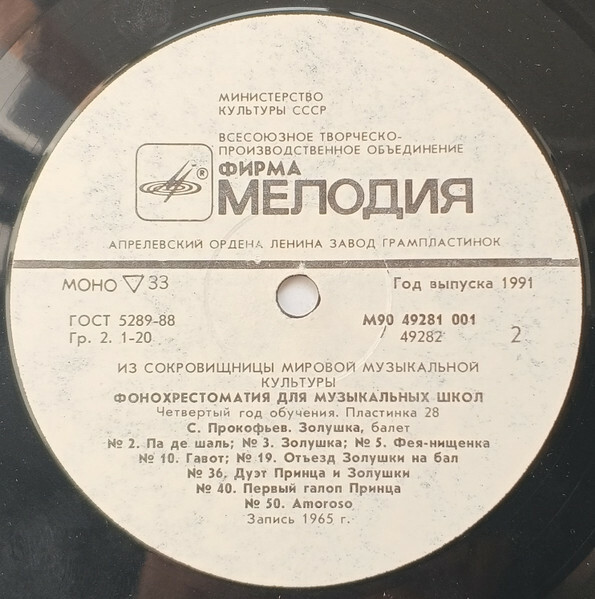 МИНИСТЕРСТВО
КУЛЬТУРЫ СССР
ВСЕСОЮЗНОЕ ТВОРЧЕСКО-
ПРОИЗВОДСТВЕННОЕ ОБЪЕДИНЕНИЕ
®
ФИРМА
МЕЛОДИЯ
АПРЕЛЕВСКИЙ ОРДЕНА ЛЕНИНА ЗАВОД ГРАМПЛАСТИНОК
МОНО ▽ 33
Год выпуска 1991
ГОСТ 5289-88
М90 49281 001
Гр. 2. 1-20
49282
2
ИЗ СОКРОВИЩНИЦЫ МИРОВОЙ МУЗЫКАЛЬНОЙ
КУЛЬТУРЫ
ФОНОХРЕСТОМАТИЯ ДЛЯ МУЗЫКАЛЬНЫХ ШКОЛ
Четвертый год обучения. Пластинка 28
С. Прокофьев. Золушка, балет
№ 2. Па де шаль; № 3. Золушка; № 5. Фея-нищенка
№ 10. Гавот; № 19. Отъезд Золушки на бал
№ 36. Дуэт Принца и Золушки
№ 40. Первый галоп Принца
№ 50. Amoroso
Запись 1965 г.